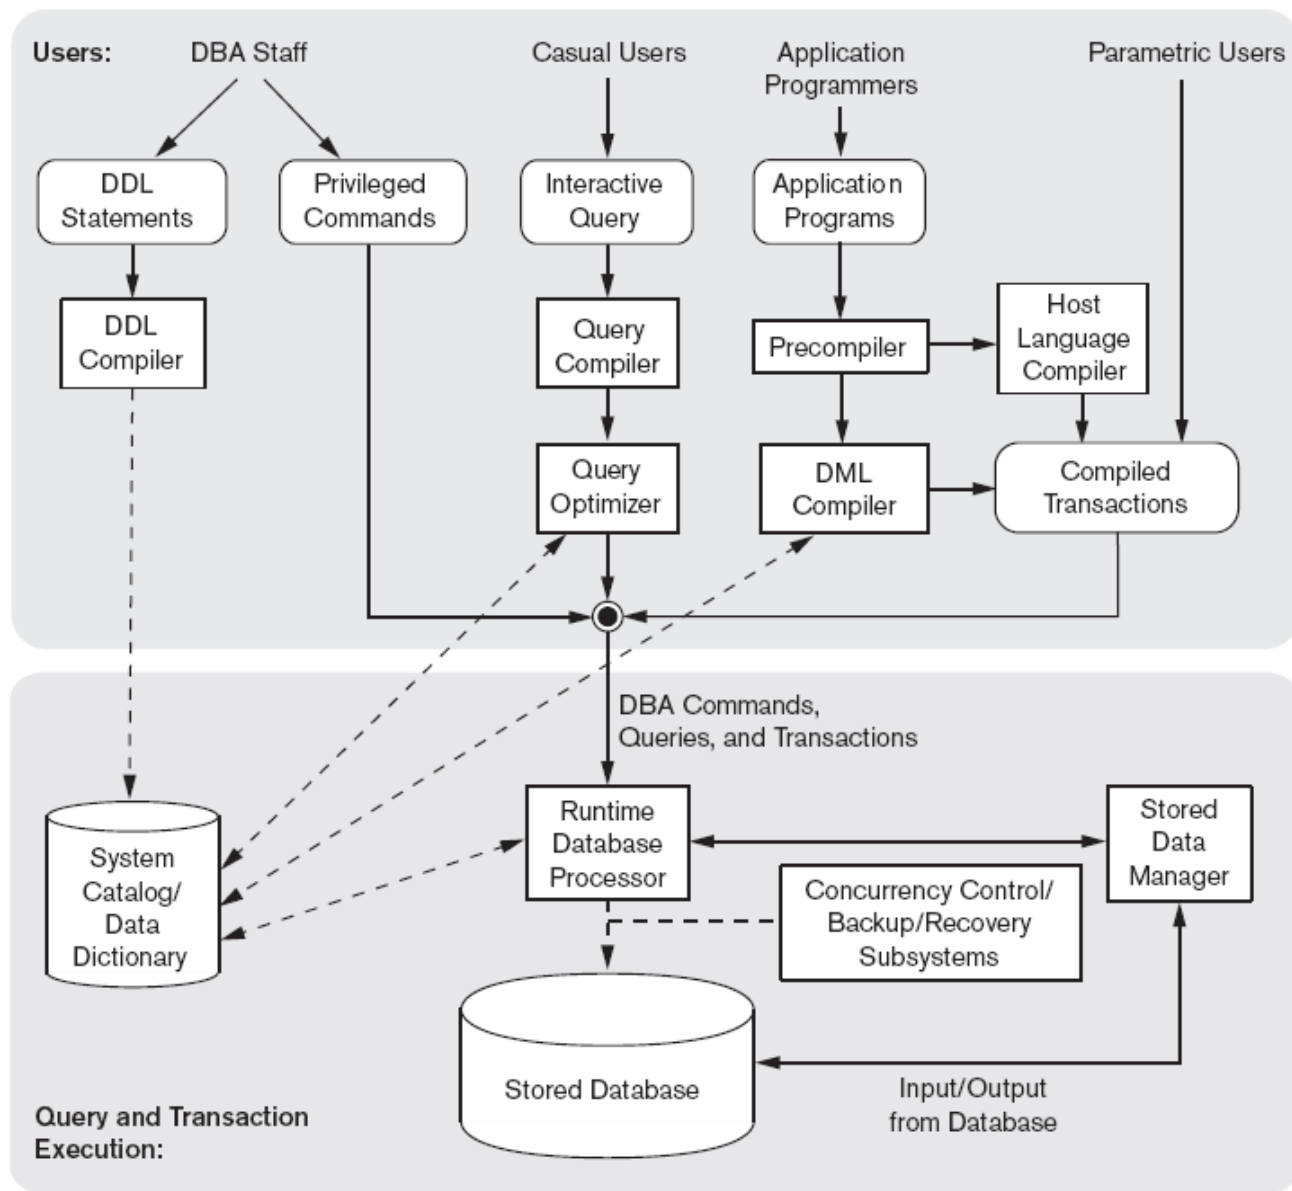 Users:
DBA Staff
Casual Users
Application
Programmers
Parametric Users
DDL
Statements
Privileged
Commands
Interactive
Query
Application
Programs
DDL
Compiler
Query
Compiler
Precompiler
Host
Language
Compiler
Query
Optimizer
DML
Compiler
Compiled
Transactions
DBA Commands,
Queries, and Transactions
System
Catalog/
Data
Dictionary
Runtime
Database
Processor
Stored
Data
Manager
Concurrency Control/
Backup/Recovery
Subsystems
Stored Database
Input/Output
from Database
Query and Transaction
Execution: